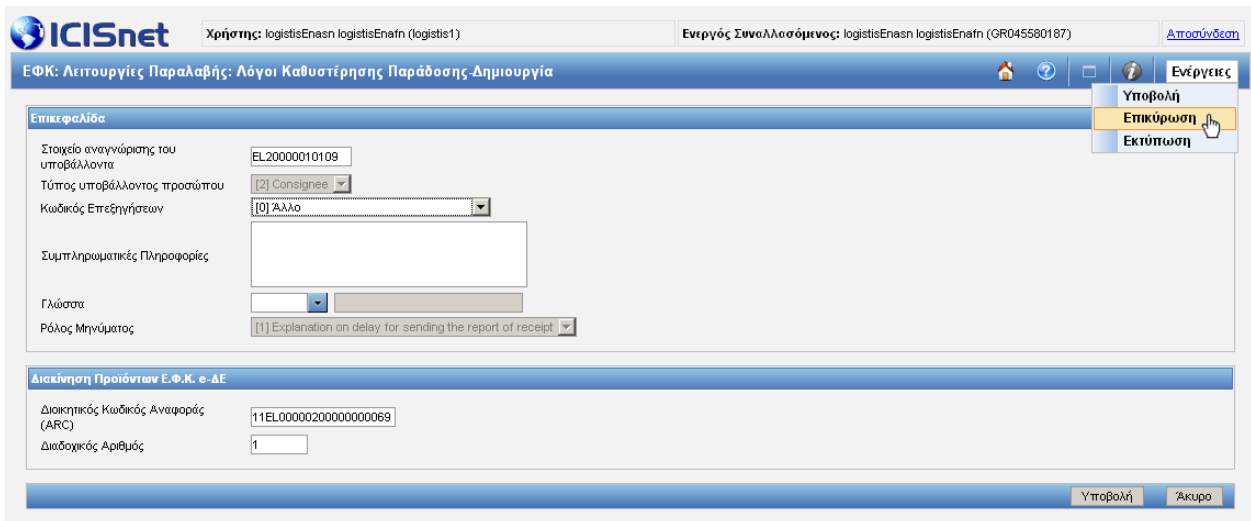 ICISnet
Χρήστης: logistisEnasn logistisEnafn (logistis1)
Ενεργός Συναλλασόμενος: logistisEnasn logistisEnafn (GR045580187)
Αποσύνδεση
ΕΦΚ: Λειτουργίες Παραλαβής: Λόγοι Καθυστέρησης Παράδοσης-Δημιουργία
Ενέργειες
Υποβολή
Επικύρωση
Εκτύπωση
Επικεφαλίδα
Στοιχείο αναγνώρισης του
υποβάλλοντα
EL20000010109
Τύπος υποβάλλοντος προσώπου
[2] Consignee
Κωδικός Επεξηγήσεων
[0] Άλλο
Συμπληρωματικές Πληροφορίες
Γλώσσα
Ρόλος Μηνύματος
[1] Explanation on delay for sending the report of receipt
Διακίνηση Προϊόντων Ε.Φ.Κ. e-ΔΕ
Διοικητικός Κωδικός Αναφοράς
(ARC)
11EL00000200000000069
Διαδοχικός Αριθμός
1
Υποβολή
Άκυρο